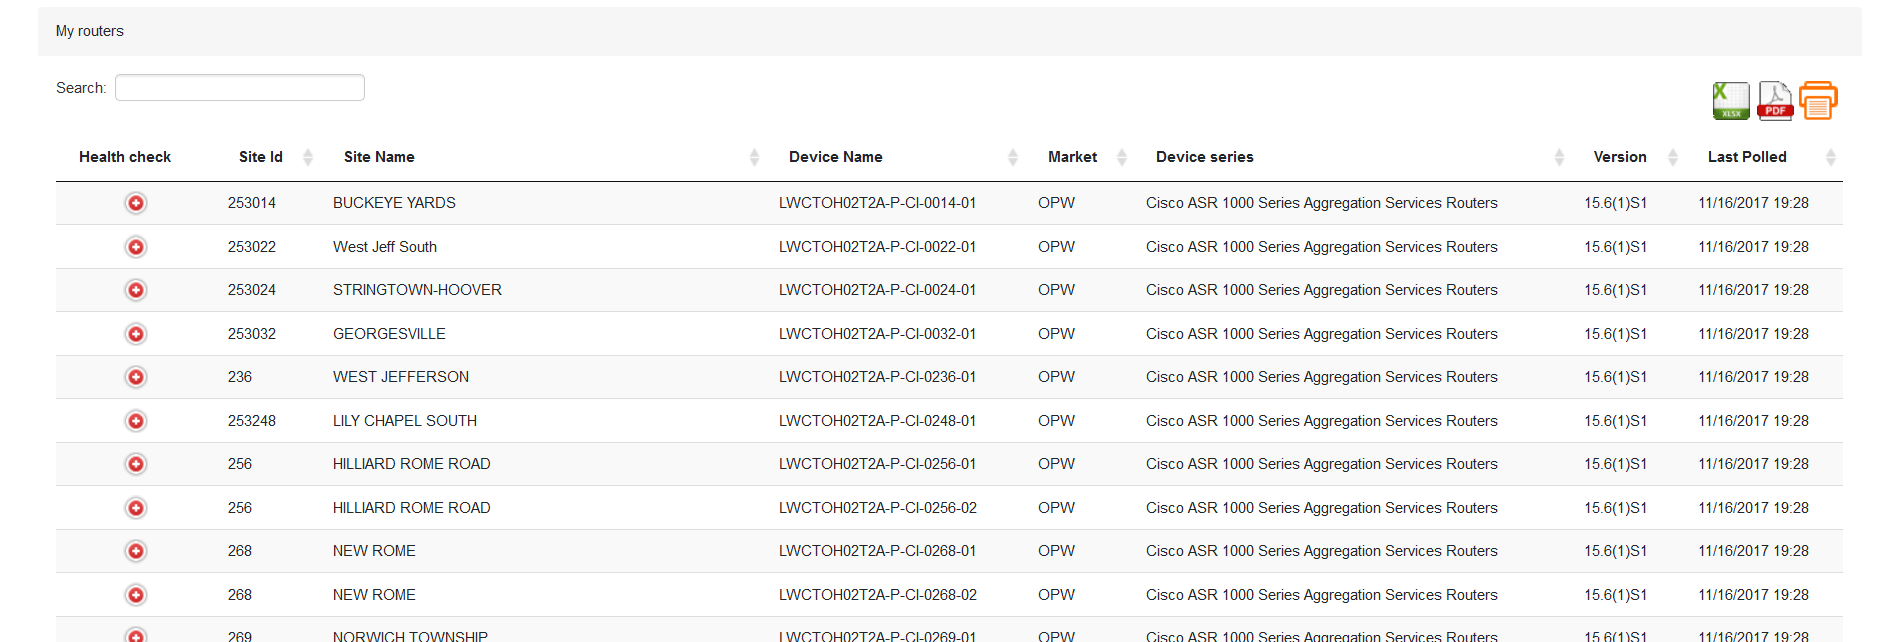 My routers
Search:
X XLSX PDF
Health check Site Id Site Name Device Name Market Device series Version Last Polled
253014 BUCKEYE YARDS LWCTOH02T2A-P-CI-0014-01 OPW Cisco ASR 1000 Series Aggregation Services Routers 15.6(1)S1 11/16/2017 19:28
253022 West Jeff South LWCTOH02T2A-P-CI-0022-01 OPW Cisco ASR 1000 Series Aggregation Services Routers 15.6(1)S1 11/16/2017 19:28
253024 STRINGTOWN-HOOVER LWCTOH02T2A-P-CI-0024-01 OPW Cisco ASR 1000 Series Aggregation Services Routers 15.6(1)S1 11/16/2017 19:28
253032 GEORGESVILLE LWCTOH02T2A-P-CI-0032-01 OPW Cisco ASR 1000 Series Aggregation Services Routers 15.6(1)S1 11/16/2017 19:28
236 WEST JEFFERSON LWCTOH02T2A-P-CI-0236-01 OPW Cisco ASR 1000 Series Aggregation Services Routers 15.6(1)S1 11/16/2017 19:28
253248 LILY CHAPEL SOUTH LWCTOH02T2A-P-CI-0248-01 OPW Cisco ASR 1000 Series Aggregation Services Routers 15.6(1)S1 11/16/2017 19:28
256 HILLIARD ROME ROAD LWCTOH02T2A-P-CI-0256-01 OPW Cisco ASR 1000 Series Aggregation Services Routers 15.6(1)S1 11/16/2017 19:28
256 HILLIARD ROME ROAD LWCTOH02T2A-P-CI-0256-02 OPW Cisco ASR 1000 Series Aggregation Services Routers 15.6(1)S1 11/16/2017 19:28
268 NEW ROME LWCTOH02T2A-P-CI-0268-01 OPW Cisco ASR 1000 Series Aggregation Services Routers 15.6(1)S1 11/16/2017 19:28
268 NEW ROME LWCTOH02T2A-P-CI-0268-02 OPW Cisco ASR 1000 Series Aggregation Services Routers 15.6(1)S1 11/16/2017 19:28
269 NORWICH TOWNSHIP LWCTOH02T2A-P-CI-0269-01 OPW Cisco ASR 1000 Series Aggregation Services Routers 15.6(1)S1 11/16/2017 19:28